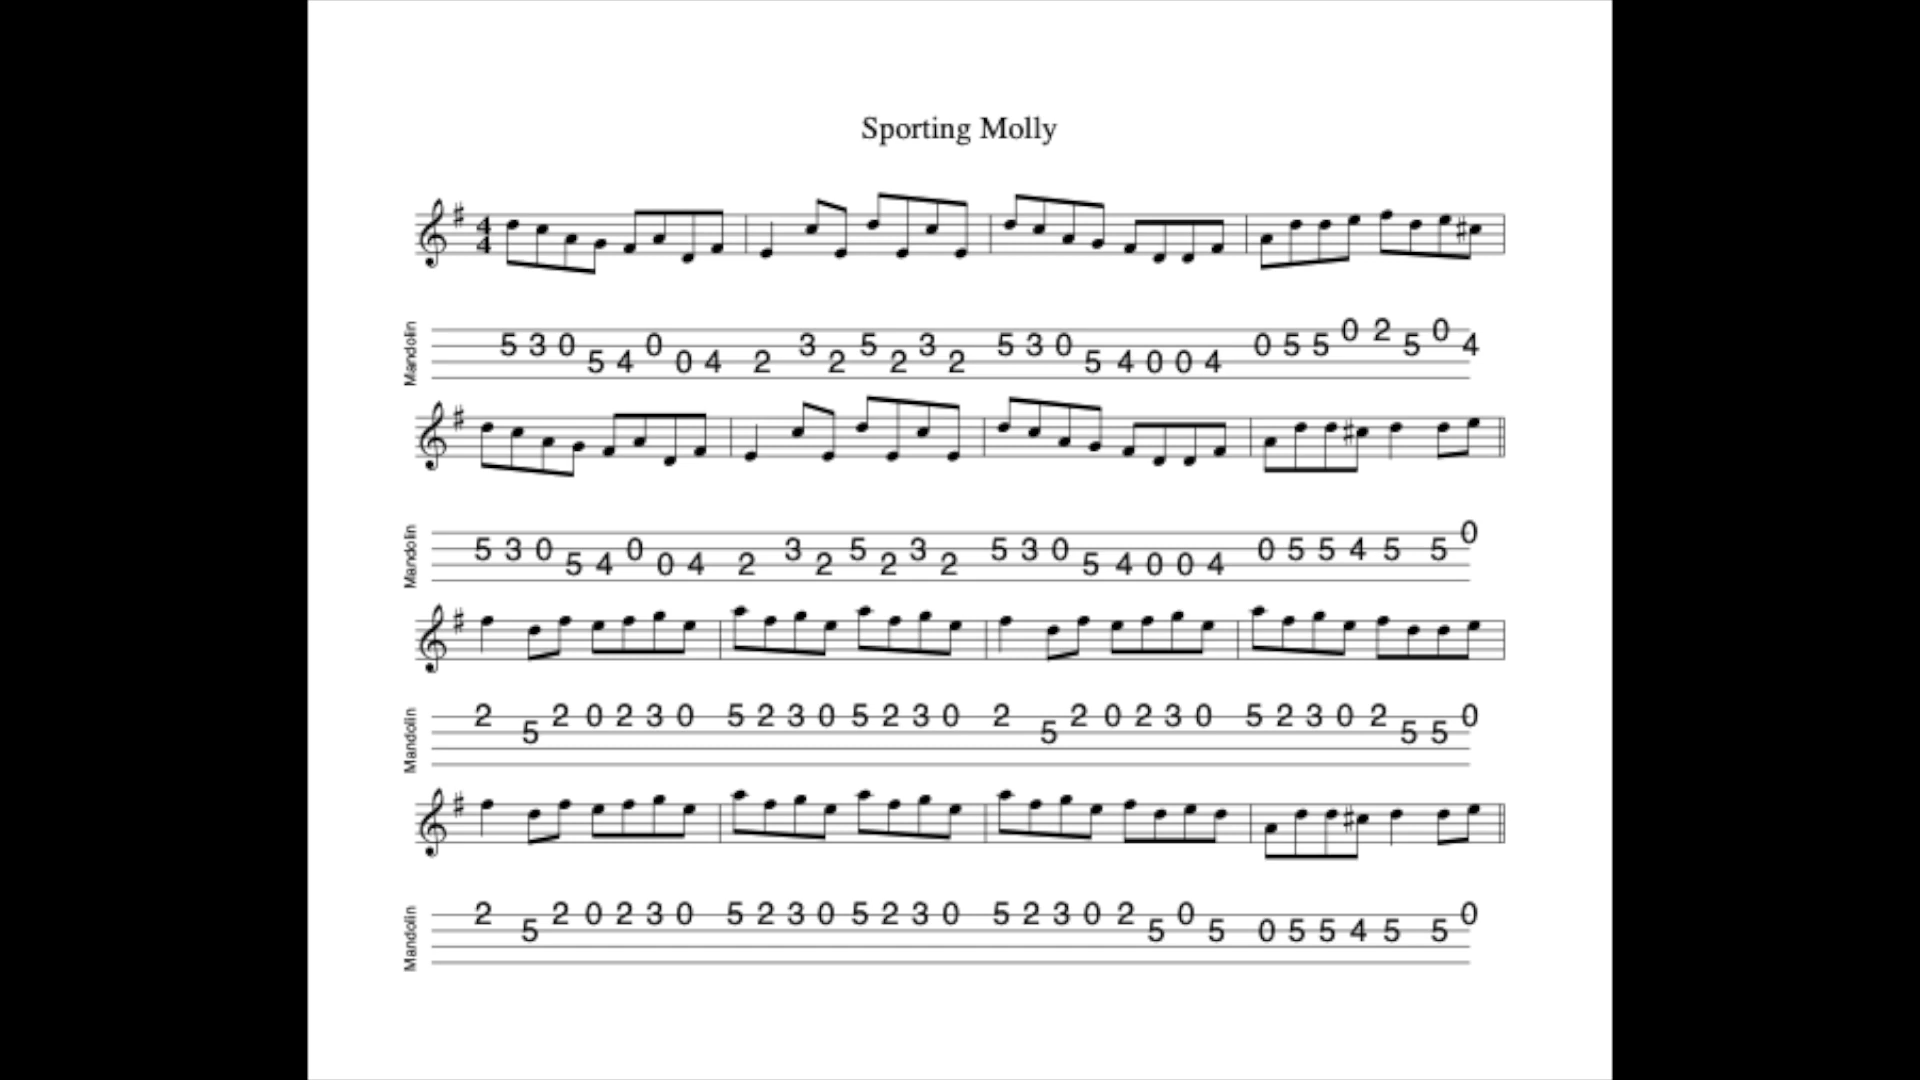 Sporting Molly
4
4
Mandolin
5 3 0 5 4 0 0 4 2 3 2 5 2 3 2 5 3 0 5 4 0 0 4 0 5 5 0 2 5 0 4
Mandolin
5 3 0 5 4 0 0 4 2 3 2 5 2 3 2 5 3 0 5 4 0 0 4 0 5 5 4 5 5 0
Mandolin
2 5 2 0 2 3 0 5 2 3 0 5 2 3 0 2 5 2 0 2 3 0 5 2 3 0 2 5 5 0
Mandolin
2 5 2 0 2 3 0 5 2 3 0 5 2 3 0 5 2 3 0 2 5 0 5 0 5 5 4 5 5 0